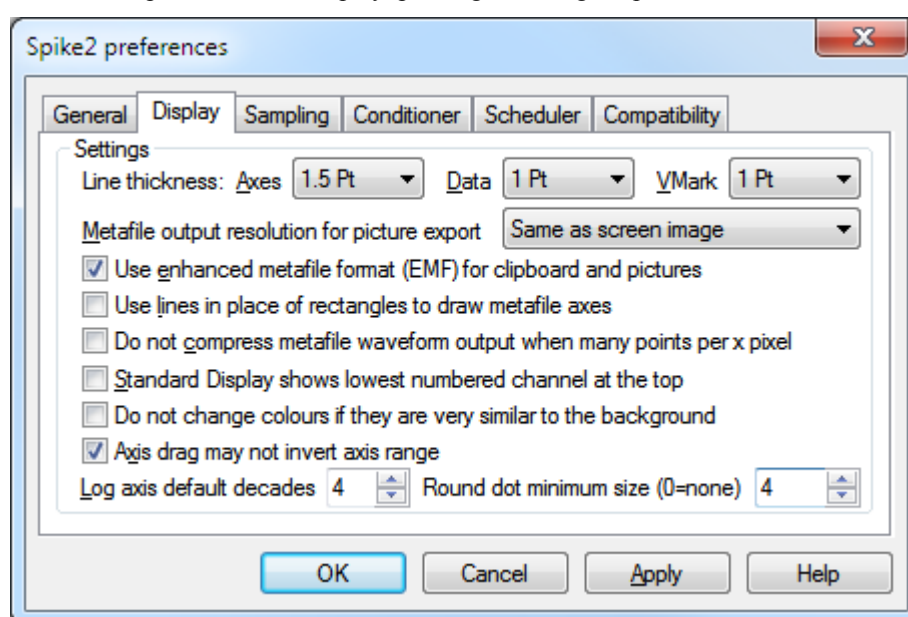 Spike2 preferences
General Display Sampling Conditioner Scheduler Compatibility
Settings
Line thickness: Axes 1.5 Pt Data 1 Pt VMark 1 Pt
Metafile output resolution for picture export Same as screen image
Use enhanced metafile format (EMF) for clipboard and pictures
Use lines in place of rectangles to draw metafile axes
Do not compress metafile waveform output when many points per x pixel
Standard Display shows lowest numbered channel at the top
Do not change colours if they are very similar to the background
Axis drag may not invert axis range
Log axis default decades 4 Round dot minimum size (0=none) 4
OK Cancel Apply Help